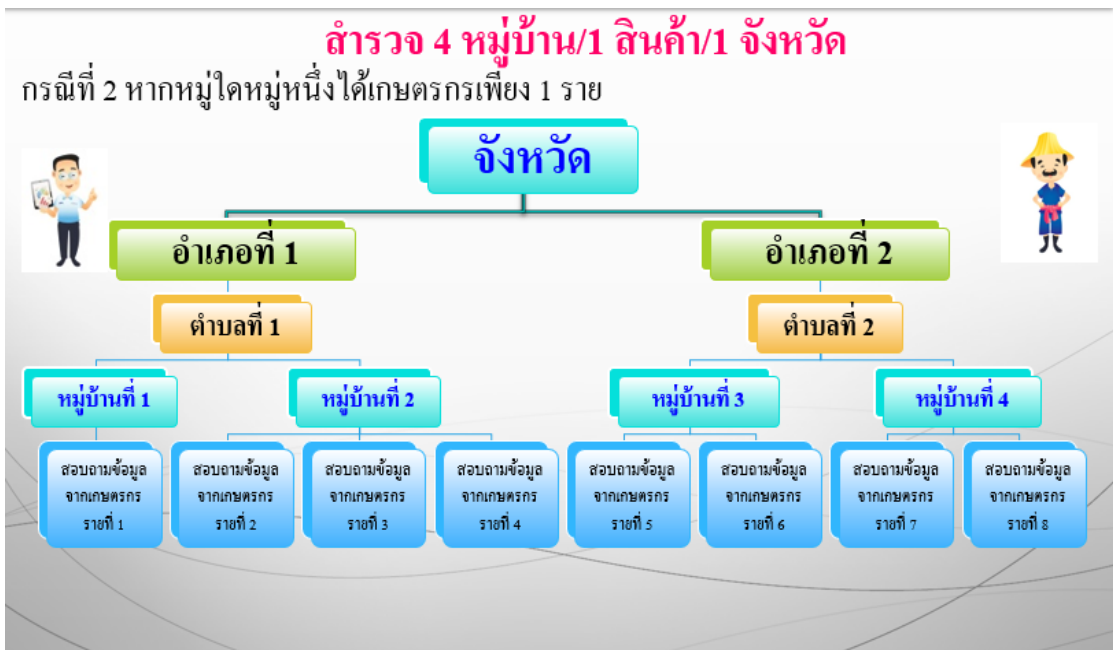 สำรวจ 4 หมู่บ้าน/1 สินค้า/1 จังหวัด
กรณีที่ 2 หากหมู่ใดหมู่หนึ่งได้เกษตรกรเพียง 1 ราย
จังหวัด
อำเภอที่ 1
อำเภอที่ 2
ตำบลที่ 1
ตำบลที่ 2
หมู่บ้านที่ 1
หมู่บ้านที่ 2
หมู่บ้านที่ 3
หมู่บ้านที่ 4
สอบถามข้อมูล
จากเกษตรกร
รายที่ 1
สอบถามข้อมูล
จากเกษตรกร
รายที่ 2
สอบถามข้อมูล
จากเกษตรกร
รายที่ 3
สอบถามข้อมูล
จากเกษตรกร
รายที่ 4
สอบถามข้อมูล
จากเกษตรกร
รายที่ 5
สอบถามข้อมูล
จากเกษตรกร
รายที่ 6
สอบถามข้อมูล
จากเกษตรกร
รายที่ 7
สอบถามข้อมูล
จากเกษตรกร
รายที่ 8